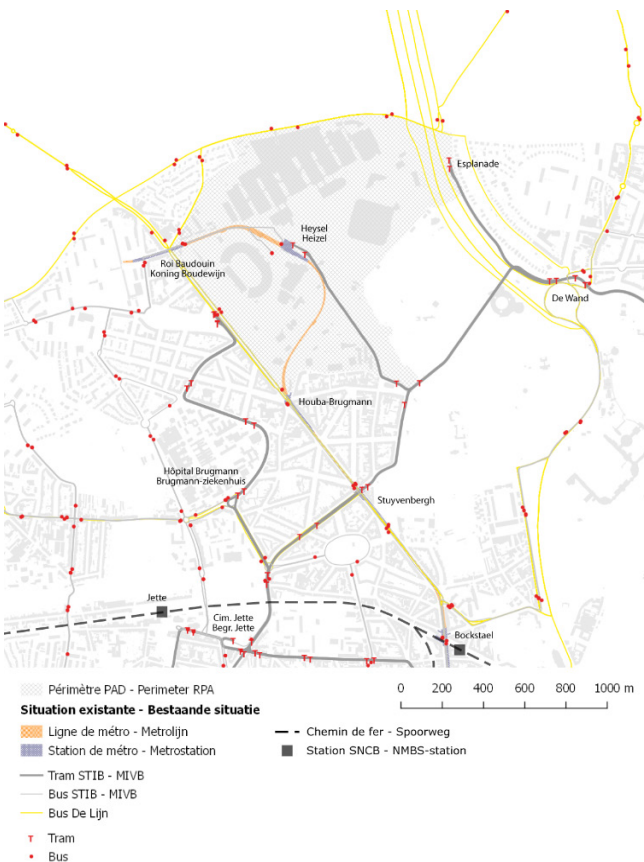 Esplanade
Heysel
Heizel
Roi Baudouin
Koning Boudewijn
De Wand
Houba-Brugmann
Hôpital Brugmann
Brugmann-ziekenhuis
Stuyvenbergh
Jette
Cim. Jette
Begr. Jette
Bockstael
Périmètre PAD - Perimeter RPA
Situation existante - Bestaande situatie
Ligne de métro - Metrolijn
Station de métro - Metrostation
Tram STIB - MIVB
Bus STIB - MIVB
Bus De Lijn
T Tram
Bus
0 200 400 600 800 1000 m
Chemin de fer - Spoorweg
Station SNCB - NMBS-station